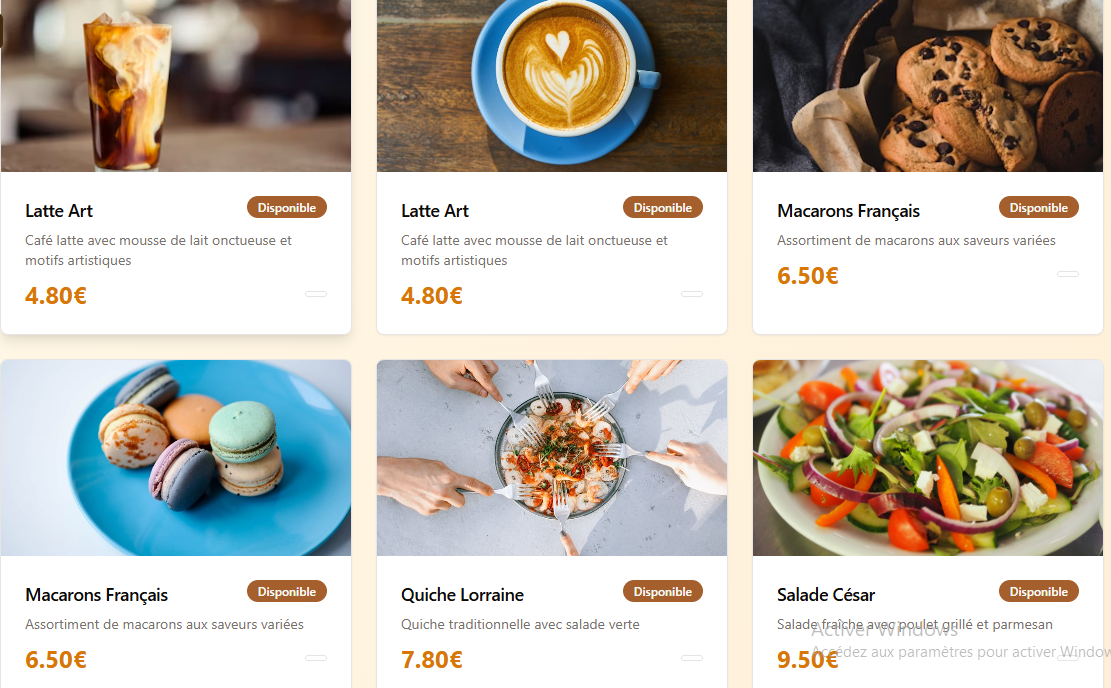 Latte Art
Disponible
Café latte avec mousse de lait onctueuse et
motifs artistiques
4.80€
Latte Art
Disponible
Café latte avec mousse de lait onctueuse et
motifs artistiques
4.80€
Macarons Français
Disponible
Assortiment de macarons aux saveurs variées
6.50€
Macarons Français
Disponible
Assortiment de macarons aux saveurs variées
6.50€
Quiche Lorraine
Disponible
Quiche traditionnelle avec salade verte
7.80€
Salade César
Disponible
Salade fraîche avec poulet grillé et parmesan
9.50€
Activer Windows
Accédez aux paramètres pour activer Window